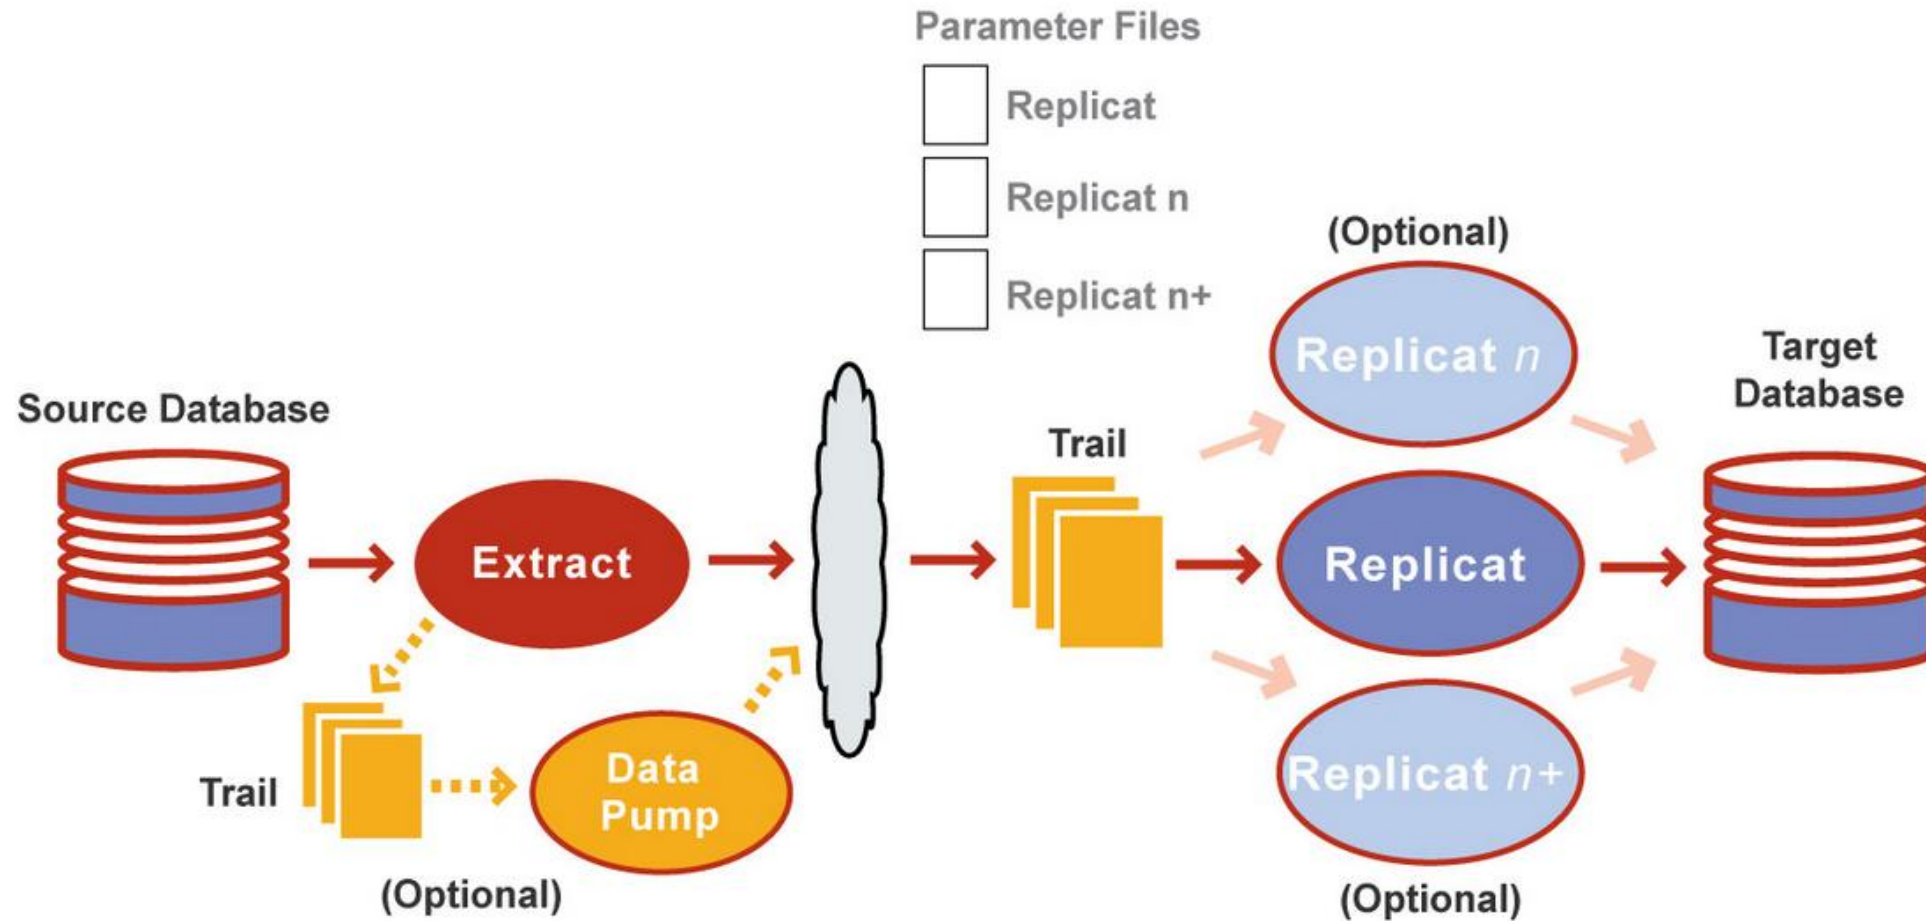 Parameter Files
Replicat
Replicat n
Replicat n+
(Optional)
Replicat n
Target
Database
Source Database
Trail
Extract
Replicat
Trail
Data
Pump
(Optional)
Replicat n+
(Optional)